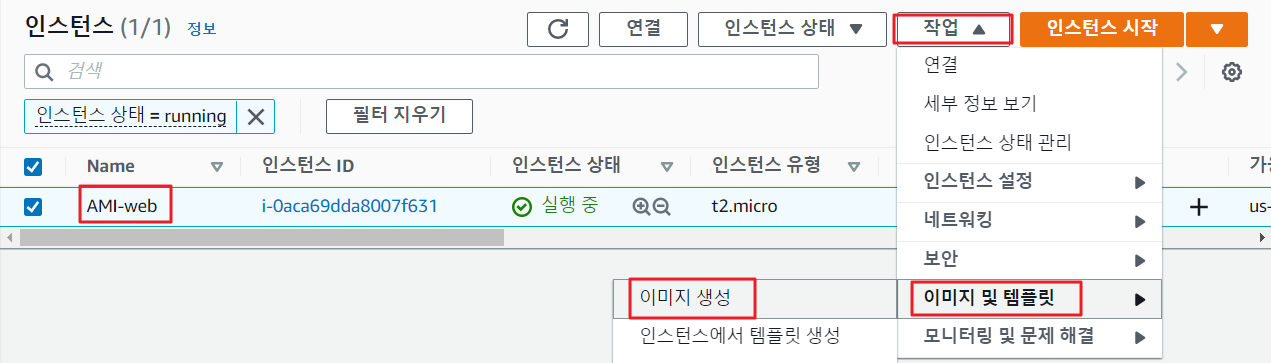 인스턴스 (1/1) 정보
연결
인스턴스 상태
작업
인스턴스 시작
검색
인스턴스 상태 = running
필터 지우기
Name
인스턴스 ID
인스턴스 상태
인스턴스 유형
AMI-web
i-0aca69dda8007f631
실행 중
t2.micro
연결
세부 정보 보기
인스턴스 상태 관리
인스턴스 설정
네트워킹
보안
이미지 및 템플릿
모니터링 및 문제 해결
이미지 생성
인스턴스에서 템플릿 생성
us-